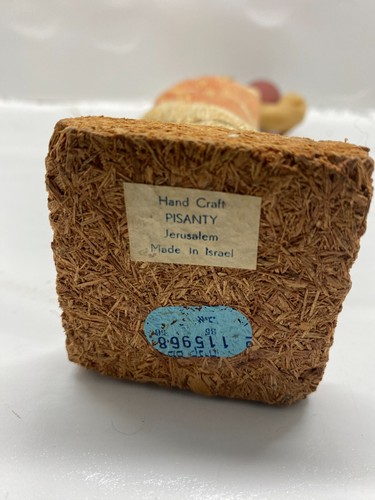 Hand Craft
PISANTY
Jerusalem
Made in Israel
115968